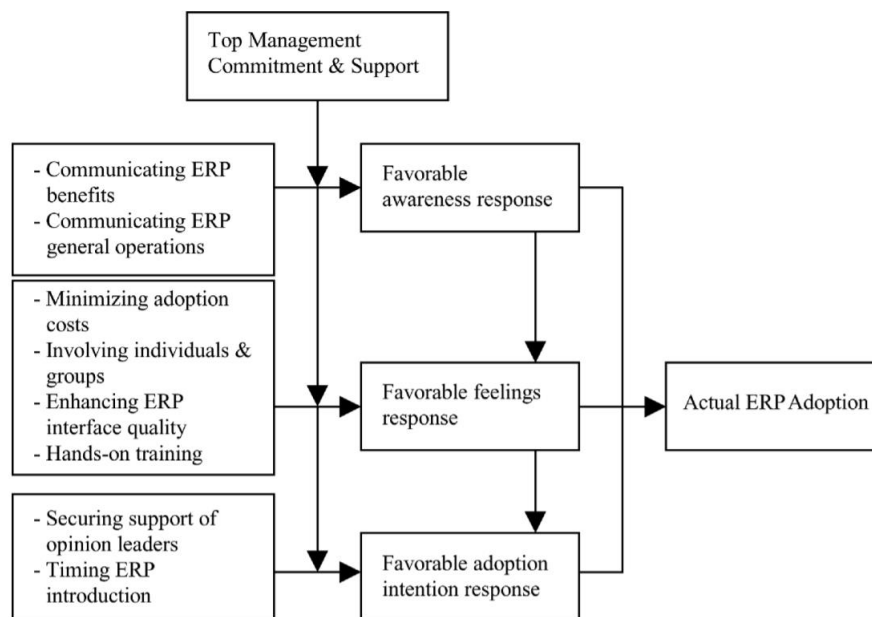 Top Management
Commitment & Support
- Communicating ERP
benefits
- Communicating ERP
general operations
Favorable
awareness response
- Minimizing adoption
costs
- Involving individuals &
groups
- Enhancing ERP
interface quality
- Hands-on training
Favorable feelings
response
Actual ERP Adoption
- Securing support of
opinion leaders
- Timing ERP
introduction
Favorable adoption
intention response